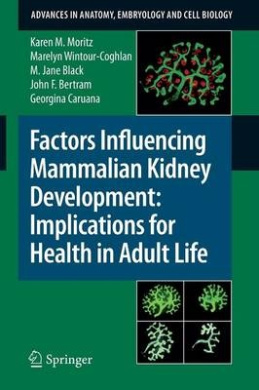 ADVANCES IN ANATOMY, EMBRYOLOGY AND CELL BIOLOGY
Karen M. Moritz
Marelyn Wintour-Coghlan
M. Jane Black
John F. Bertram
Georgina Caruana
Factors Influencing
Mammalian Kidney
Development:
Implications for
Health in Adult Life
Springer